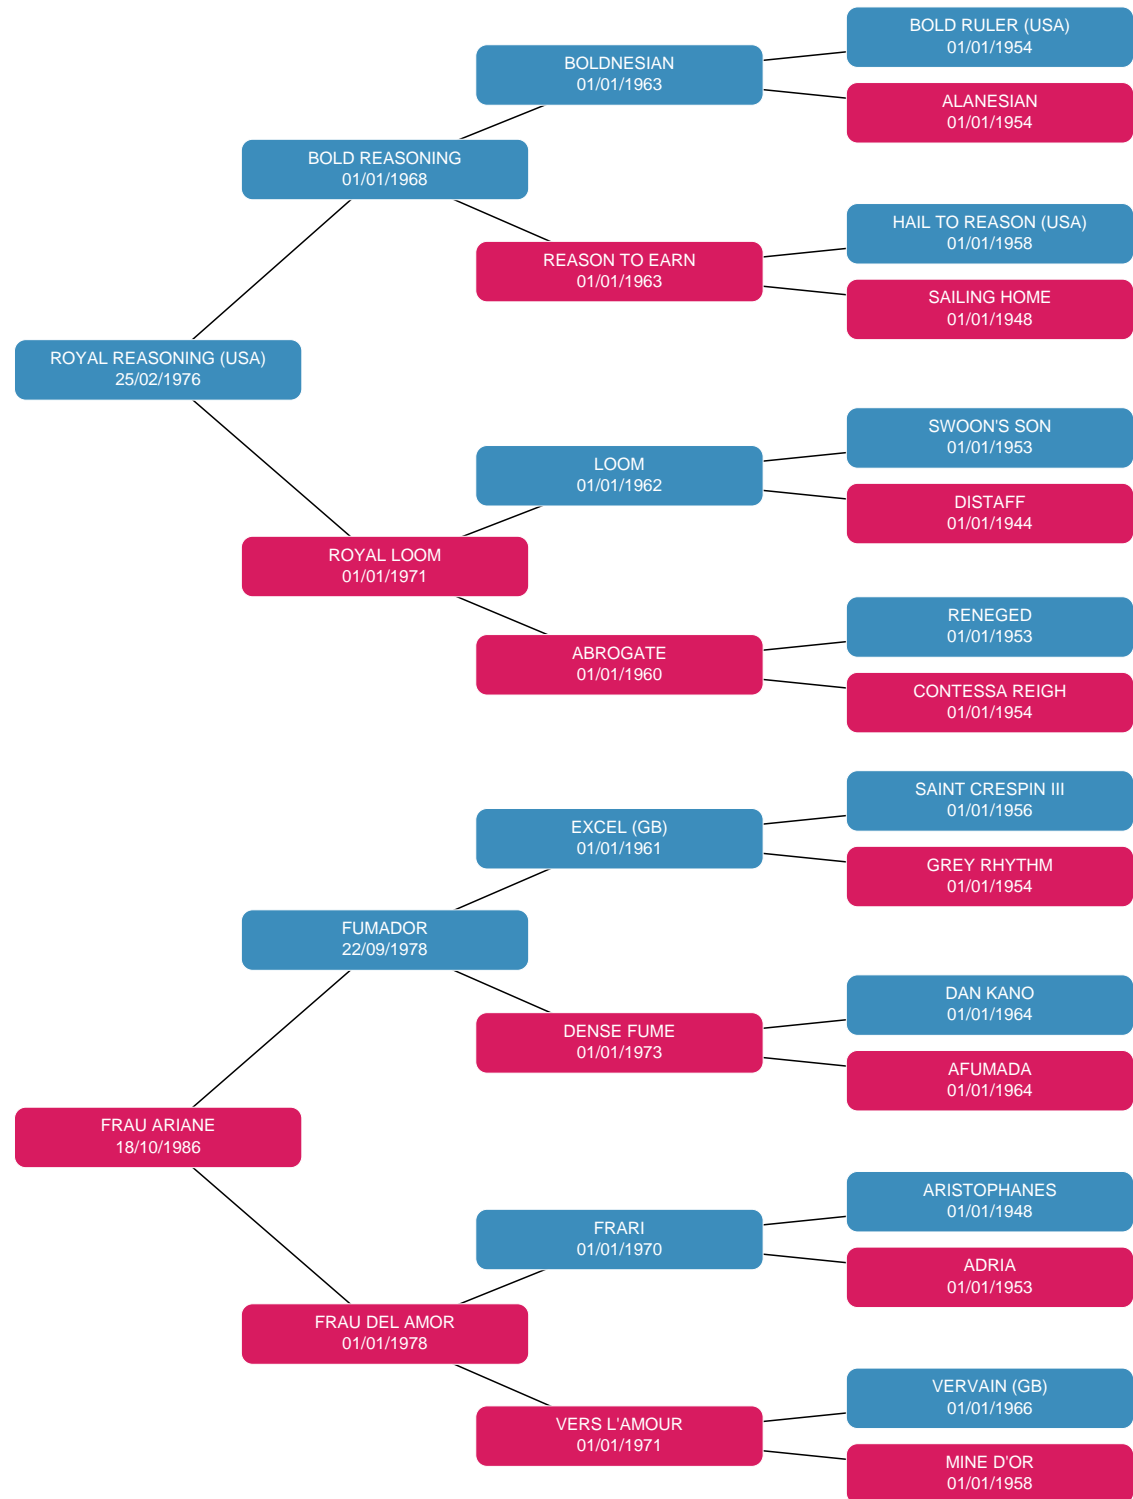 BOLD RULER (USA)
01/01/1954
BOLDNESIAN
01/01/1963
ALANESIAN
01/01/1954
BOLD REASONING
01/01/1968
HAIL TO REASON (USA)
01/01/1958
REASON TO EARN
01/01/1963
SAILING HOME
01/01/1948
ROYAL REASONING (USA)
25/02/1976
SWOON'S SON
01/01/1953
LOOM
01/01/1962
DISTAFF
01/01/1944
ROYAL LOOM
01/01/1971
RENEGED
01/01/1953
ABROGATE
01/01/1960
CONTESSA REIGH
01/01/1954
SAINT CRESPIN III
01/01/1956
EXCEL (GB)
01/01/1961
GREY RHYTHM
01/01/1954
FUMADOR
22/09/1978
DAN KANO
01/01/1964
DENSE FUME
01/01/1973
AFUMADA
01/01/1964
FRAU ARIANE
18/10/1986
ARISTOPHANES
01/01/1948
FRARI
01/01/1970
ADRIA
01/01/1953
FRAU DEL AMOR
01/01/1978
VERVAIN (GB)
01/01/1966
VERS L'AMOUR
01/01/1971
MINE D'OR
01/01/1958